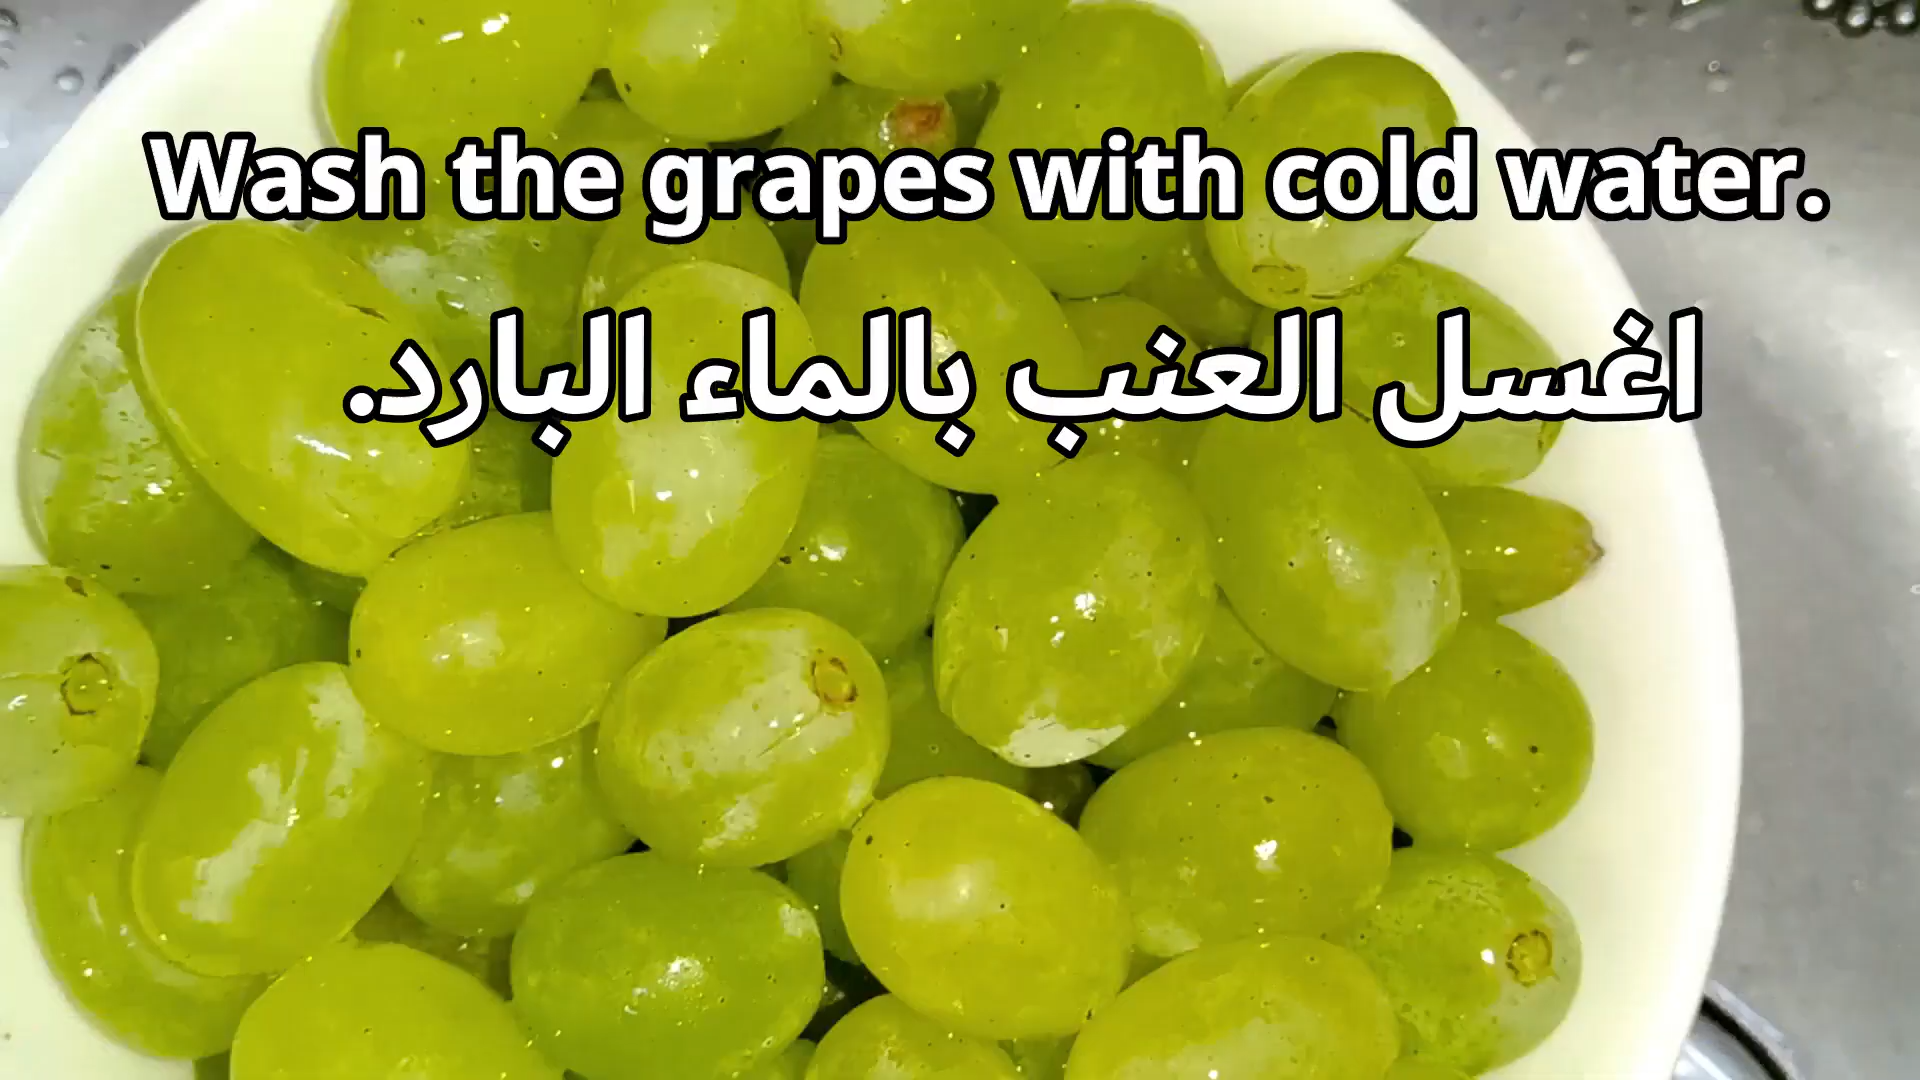 Wash the grapes with cold water.
اغسل العنب بالماء البارد.